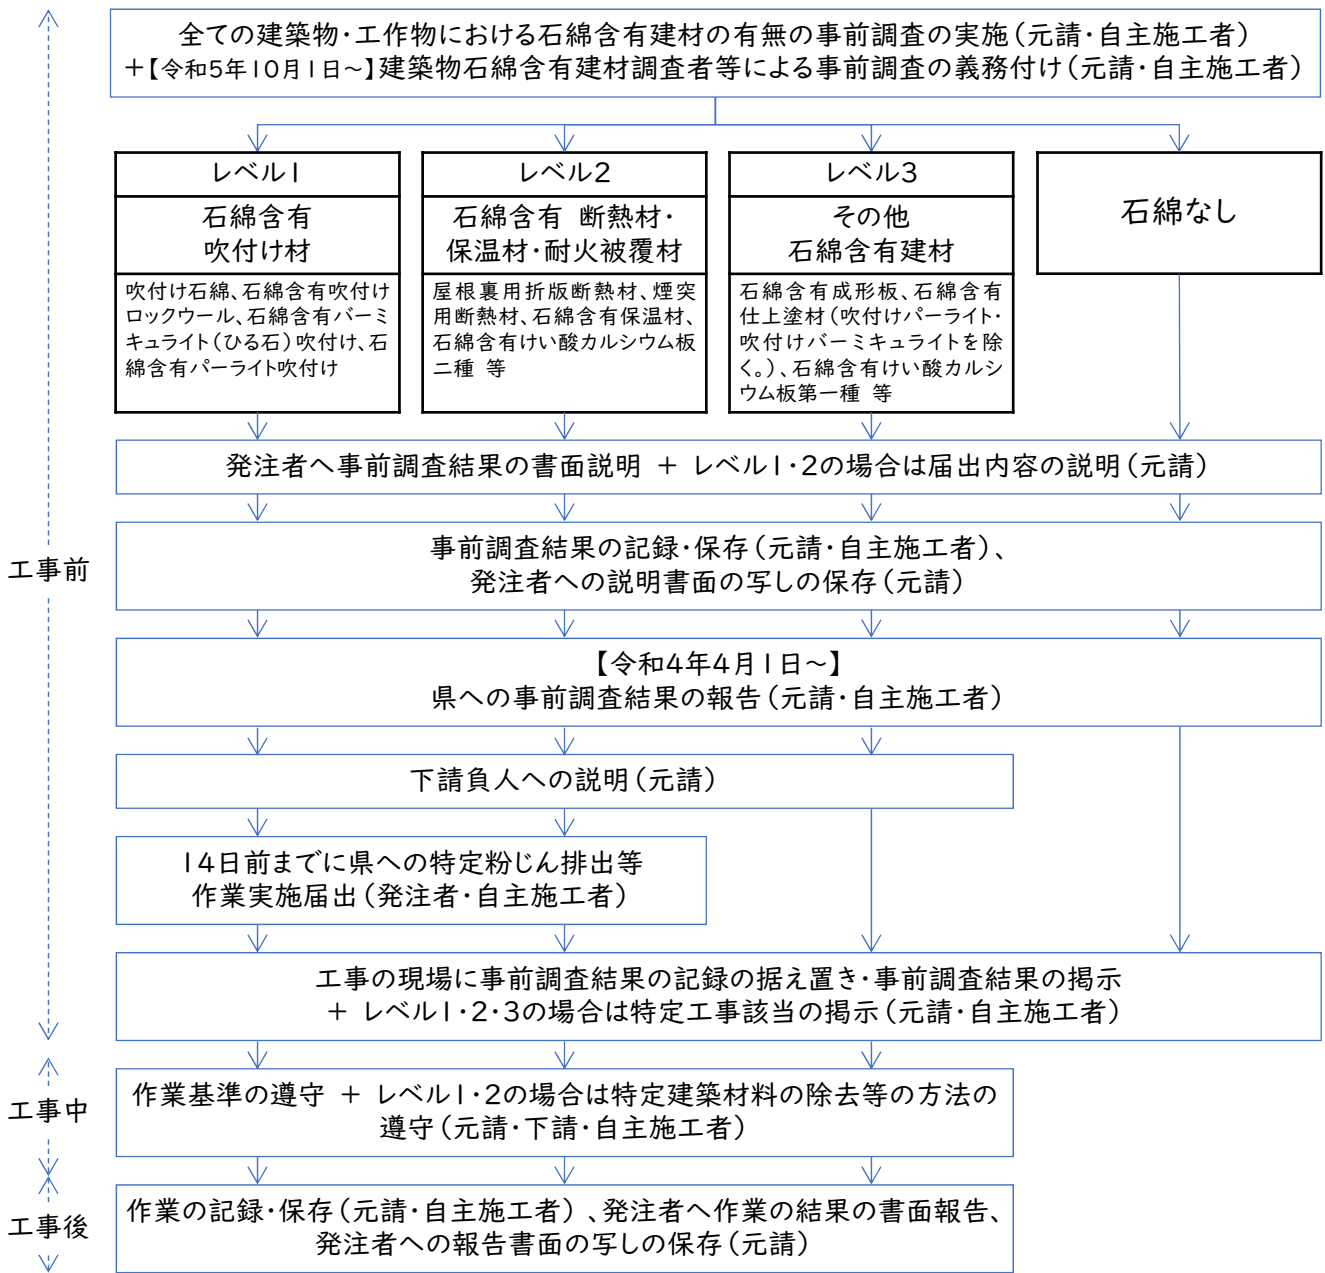 全ての建築物・工作物における石綿含有建材の有無の事前調査の実施(元請・自主施工者)
+【令和5年10月1日~】建築物石綿含有建材調査者等による事前調査の義務付け(元請・自主施工者)
レベル1
石綿含有
吹付け材
吹付け石綿、石綿含有吹付け
ロックウール、石綿含有バーミ
キュライト(ひる石)吹付け、石
綿含有パーライト吹付け
レベル2
石綿含有 断熱材・
保温材・耐火被覆材
屋根裏用折版断熱材、煙突
用断熱材、石綿含有保温材、
石綿含有けい酸カルシウム板
二種 等
レベル3
その他
石綿含有建材
石綿含有成形板、石綿含有
仕上塗材(吹付けパーライト・
吹付けバーミキュライトを除
く。)、石綿含有けい酸カルシ
ウム板第一種 等
石綿なし
発注者へ事前調査結果の書面説明 + レベル1・2の場合は届出内容の説明(元請)
事前調査結果の記録・保存(元請・自主施工者)、
発注者への説明書面の写しの保存(元請)
工事前
【令和4年4月1日~】
県への事前調査結果の報告(元請・自主施工者)
下請負人への説明(元請)
14日前までに県への特定粉じん排出等
作業実施届出(発注者・自主施工者)
工事の現場に事前調査結果の記録の据え置き・事前調査結果の掲示
+ レベル1・2・3の場合は特定工事該当の掲示(元請・自主施工者)
工事中
作業基準の遵守 + レベル1・2の場合は特定建築材料の除去等の方法の
遵守(元請・下請・自主施工者)
工事後
作業の記録・保存(元請・自主施工者)、発注者へ作業の結果の書面報告、
発注者への報告書面の写しの保存(元請)